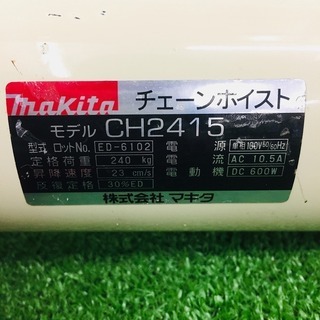 makita チェーンホイスト
モデル CH2415
型式 ロットNo. ED-6102 電源 単相100V 50/60Hz
定格荷重 240 kg 電流 AC 10.5A
昇降速度 23 cm/s 電動機 DC 600W
反復定格 30%ED
株式会社 マキタ